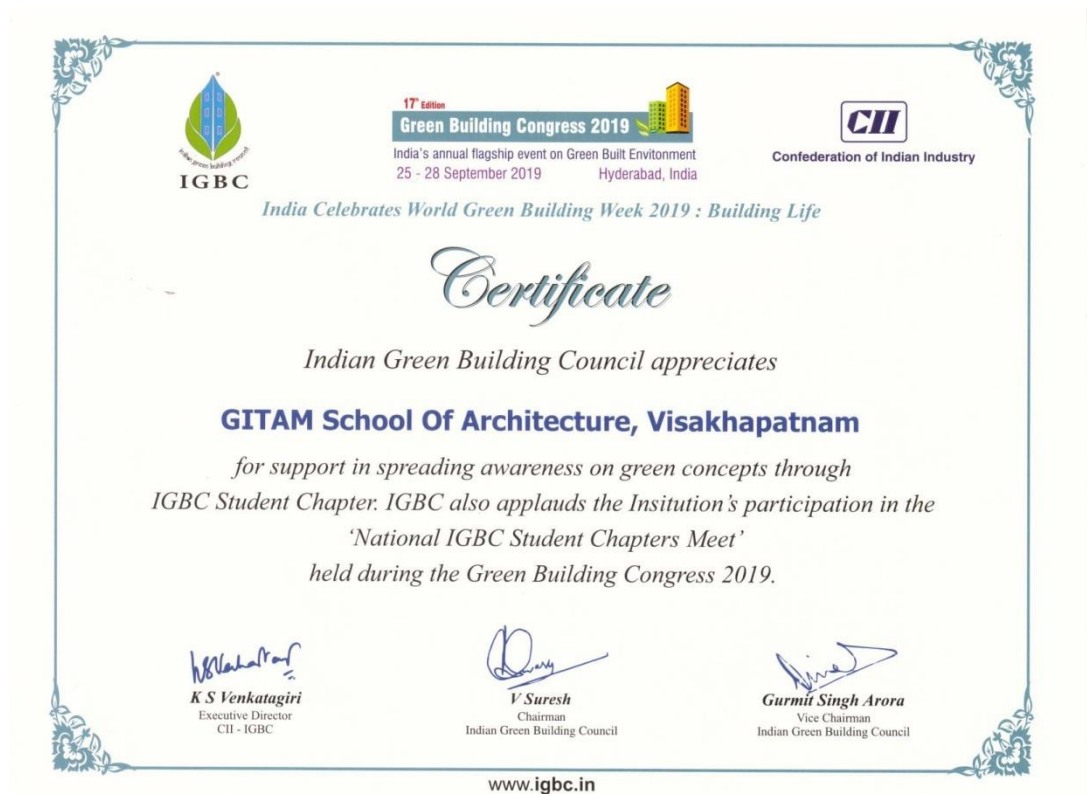 indian green building council
IGBC
17th Edition
Green Building Congress 2019
India's annual flagship event on Green Built Envitonment
25 - 28 September 2019 Hyderabad, India
CII
Confederation of Indian Industry
India Celebrates World Green Building Week 2019 : Building Life
Certificate
Indian Green Building Council appreciates
GITAM School Of Architecture, Visakhapatnam
for support in spreading awareness on green concepts through
IGBC Student Chapter. IGBC also applauds the Insitution's participation in the
‘National IGBC Student Chapters Meet’
held during the Green Building Congress 2019.
K S Venkatagiri
Executive Director
CII - IGBC
V Suresh
Chairman
Indian Green Building Council
Gurmit Singh Arora
Vice Chairman
Indian Green Building Council
www.igbc.in